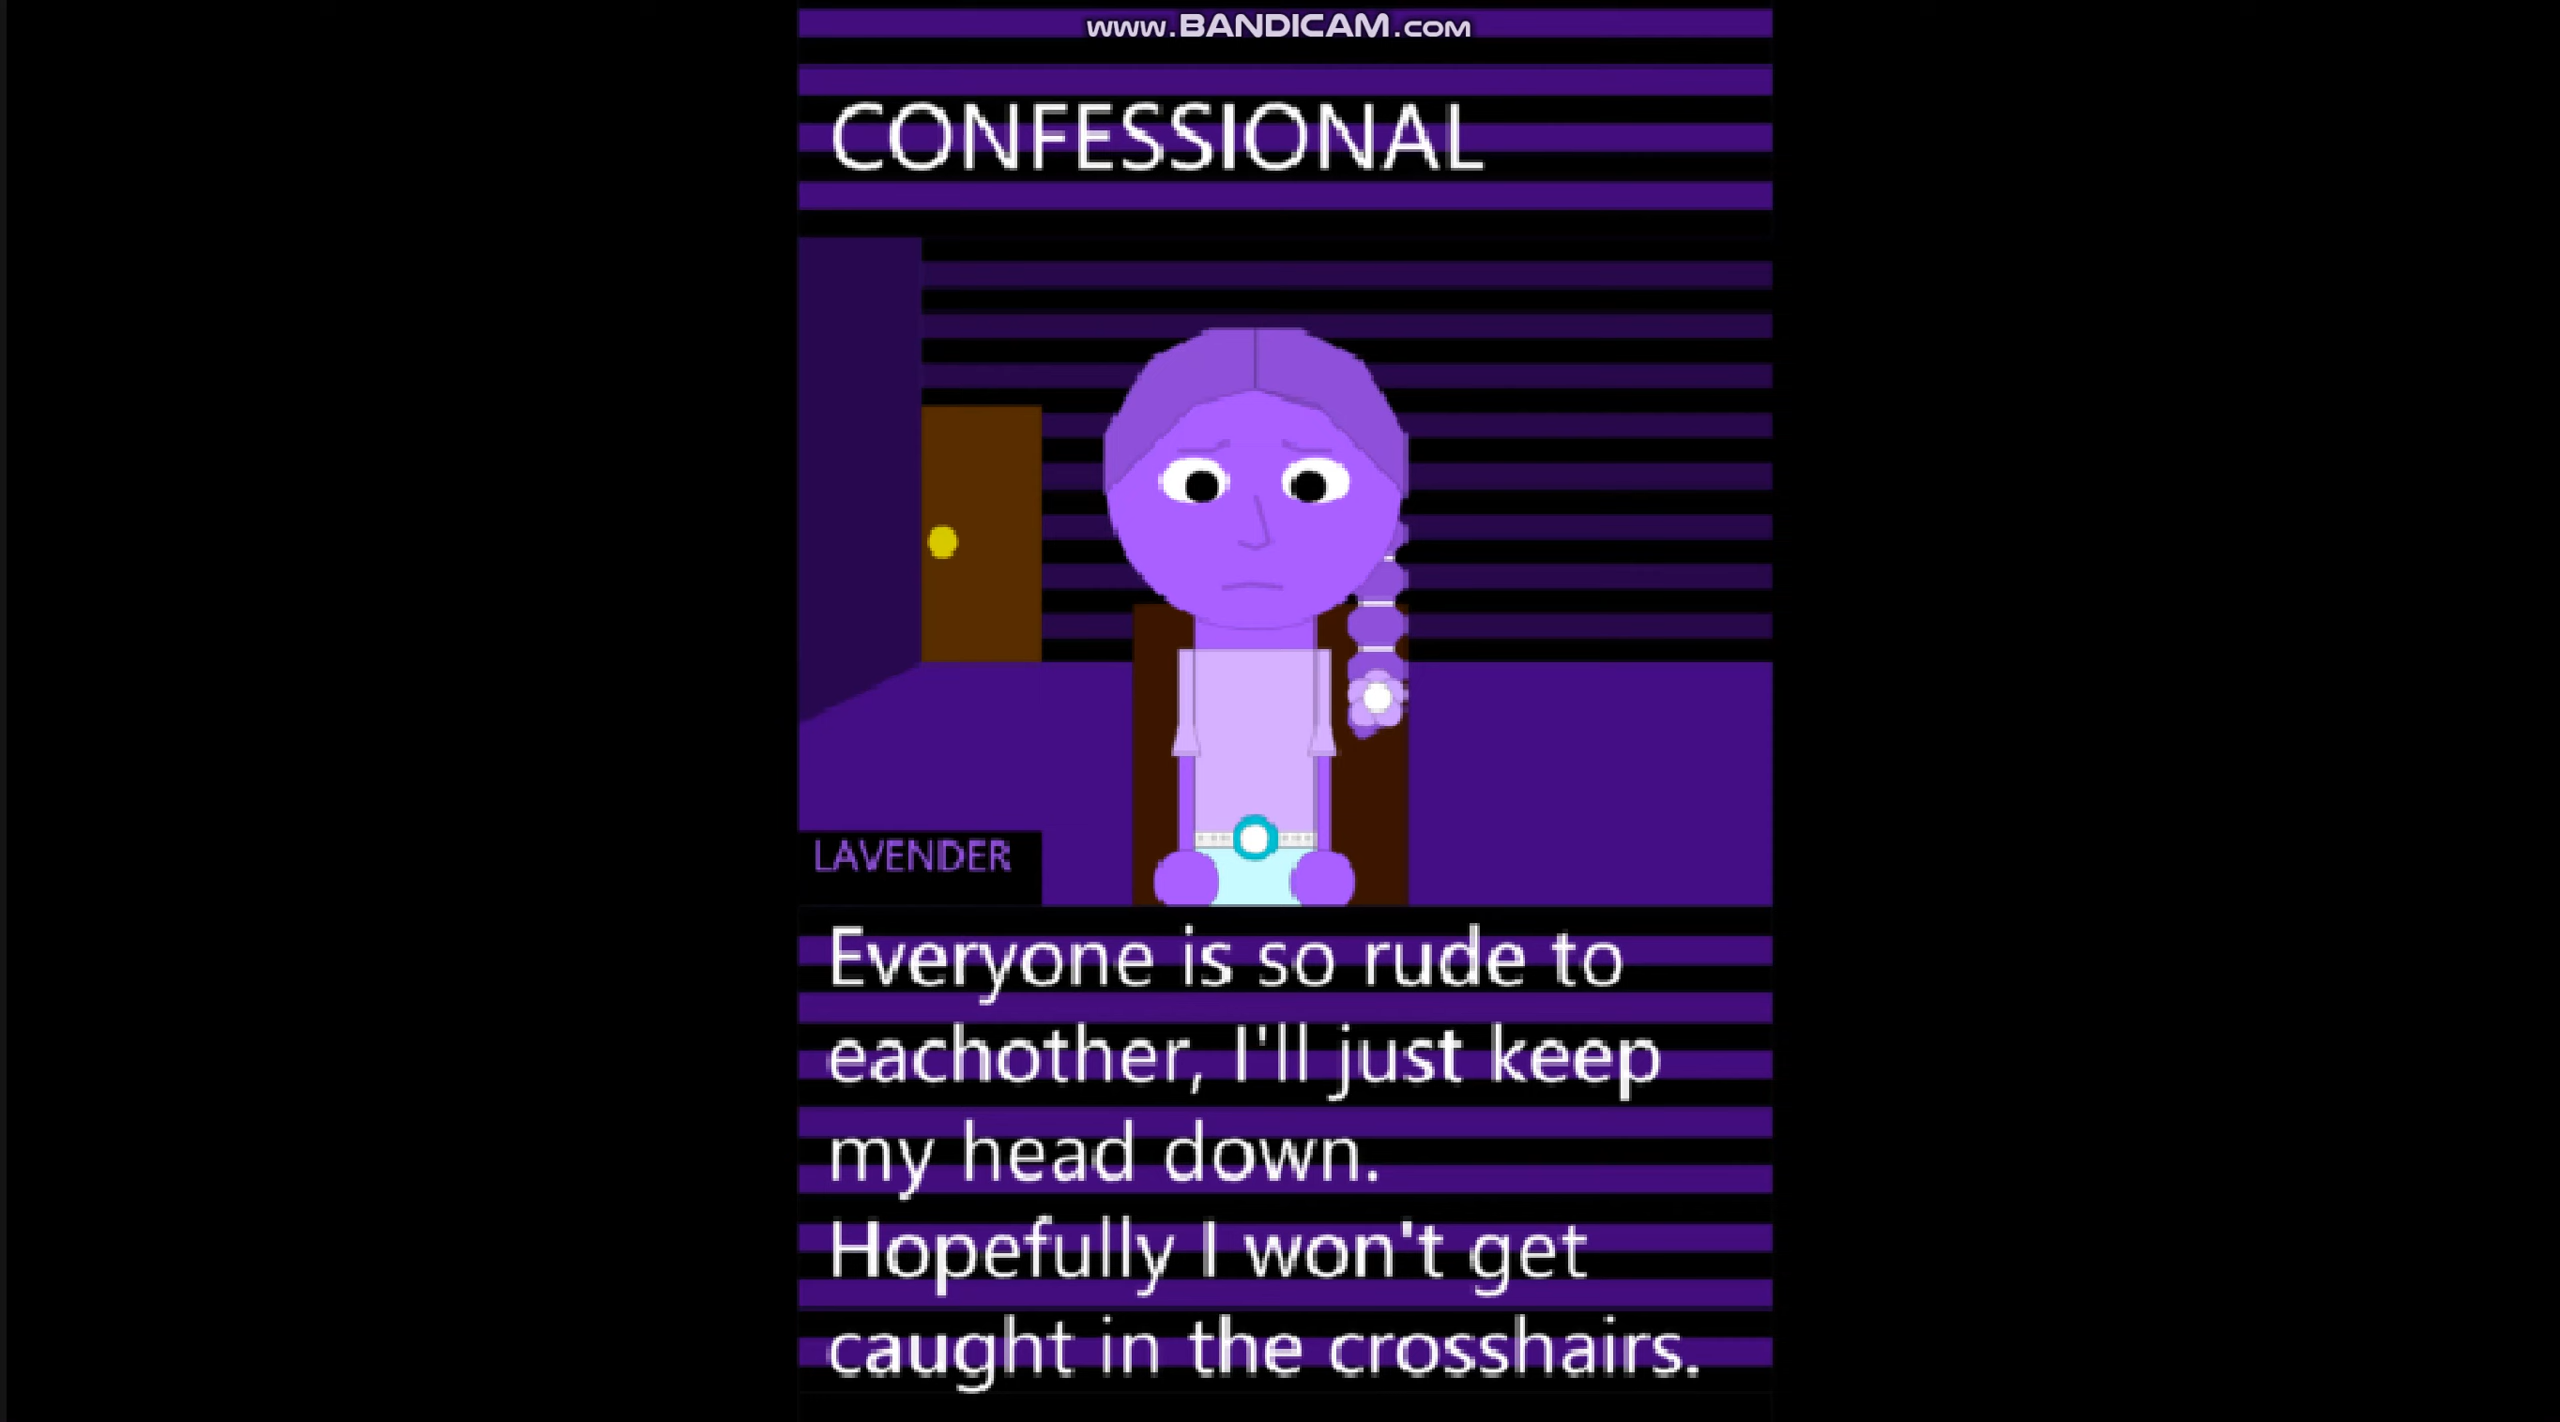 www.BANDICAM.com
CONFESSIONAL
LAVENDER
Everyone is so rude to
eachother, I'll just keep
my head down.
Hopefully I won't get
caught in the crosshairs.